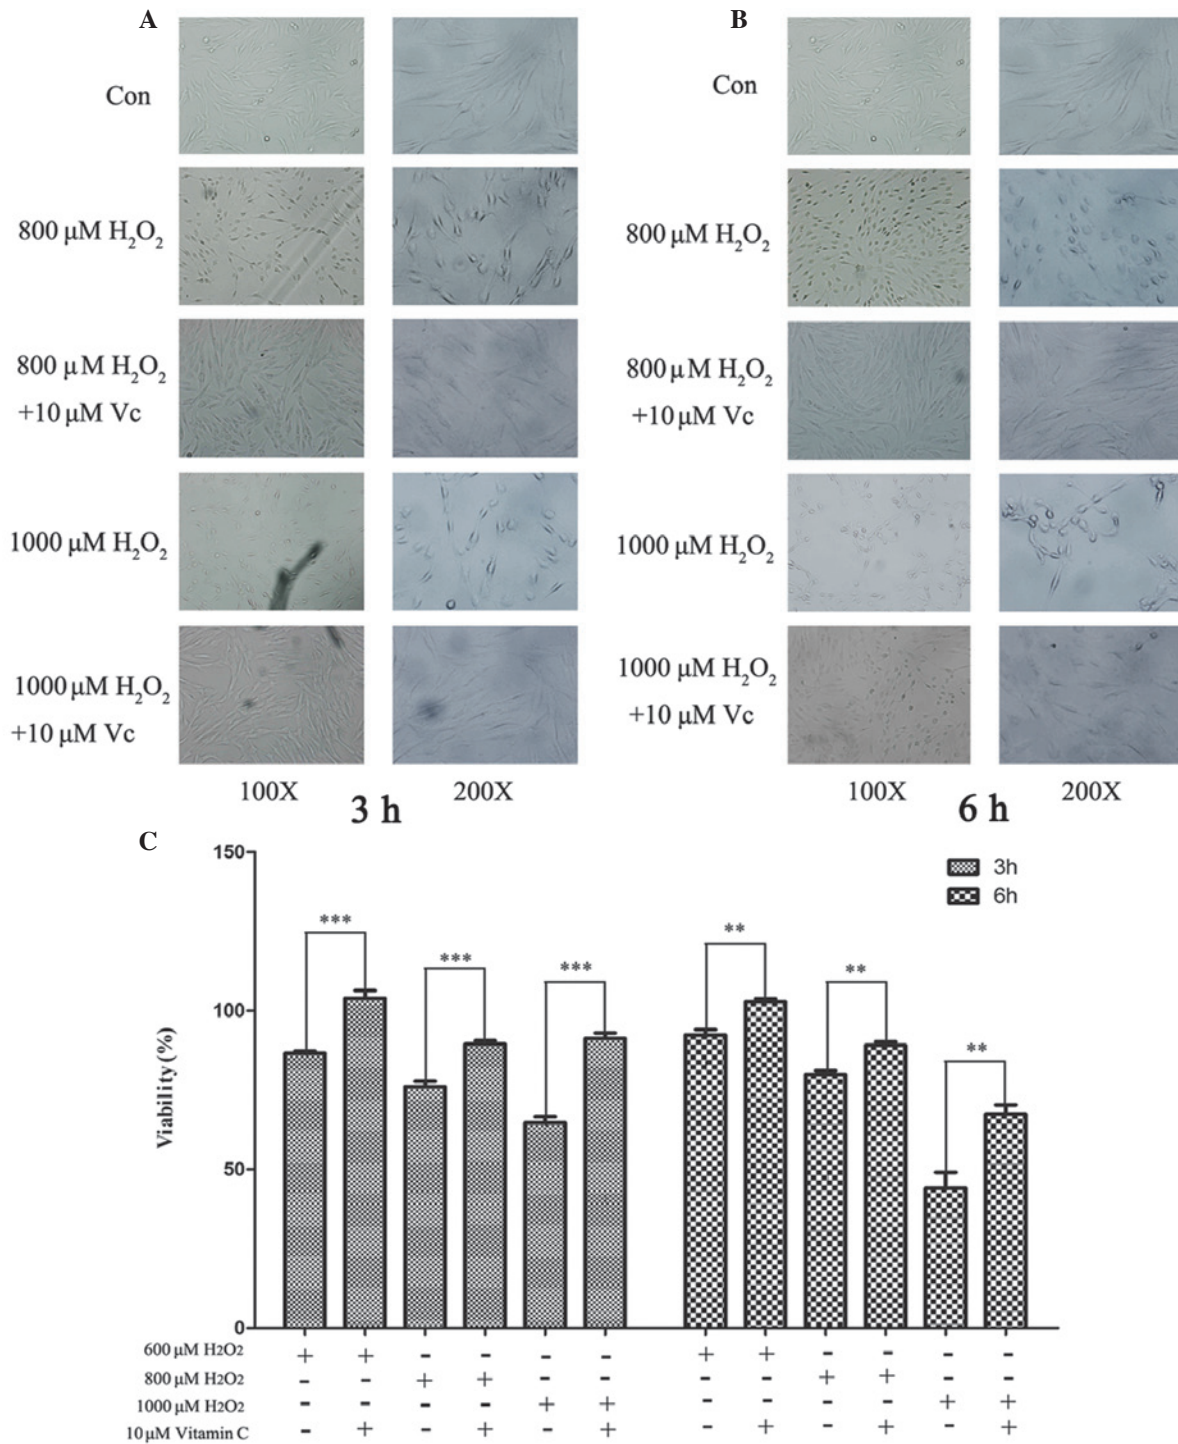 A
B
Con
Con
800 μM H₂O₂
800 μM H₂O₂
800 μM H₂O₂
+10 μM Vc
800 μM H₂O₂
+10 μM Vc
1000 μM H₂O₂
1000 μM H₂O₂
1000 μM H₂O₂
+10 μM Vc
1000 μM H₂O₂
+10 μM Vc
100X 200X
3 h
100X 200X
6 h
C
150
100
50
0
Viability(%)
3h
6h
*** *** *** ** ** **
600 μM H2O2 + + - - - - + + - - - -
800 μM H2O2 - - + + - - - - + + - -
1000 μM H2O2 - - - - + + - - - - + +
10 μM Vitamin C - + - + - + - + - + - +